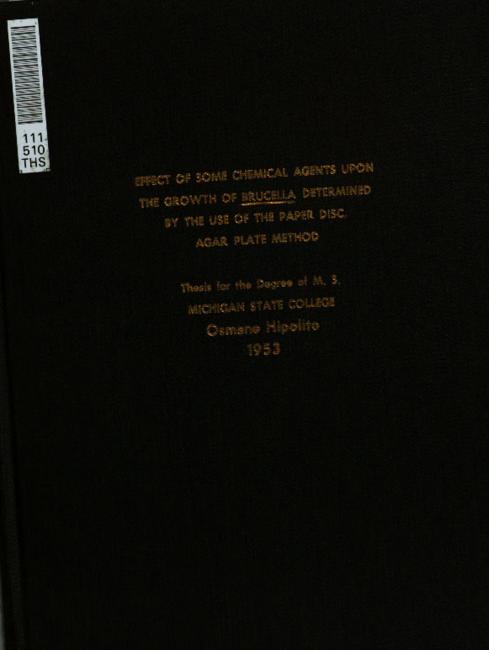 111
510
THS
EFFECT OF SOME CHEMICAL AGENTS UPON
THE GROWTH OF BRUCELLA DETERMINED
BY THE USE OF THE PAPER DISC,
AGAR PLATE METHOD
Thesis for the Degree of M. S.
MICHIGAN STATE COLLEGE
Osmane Hipolito
1953